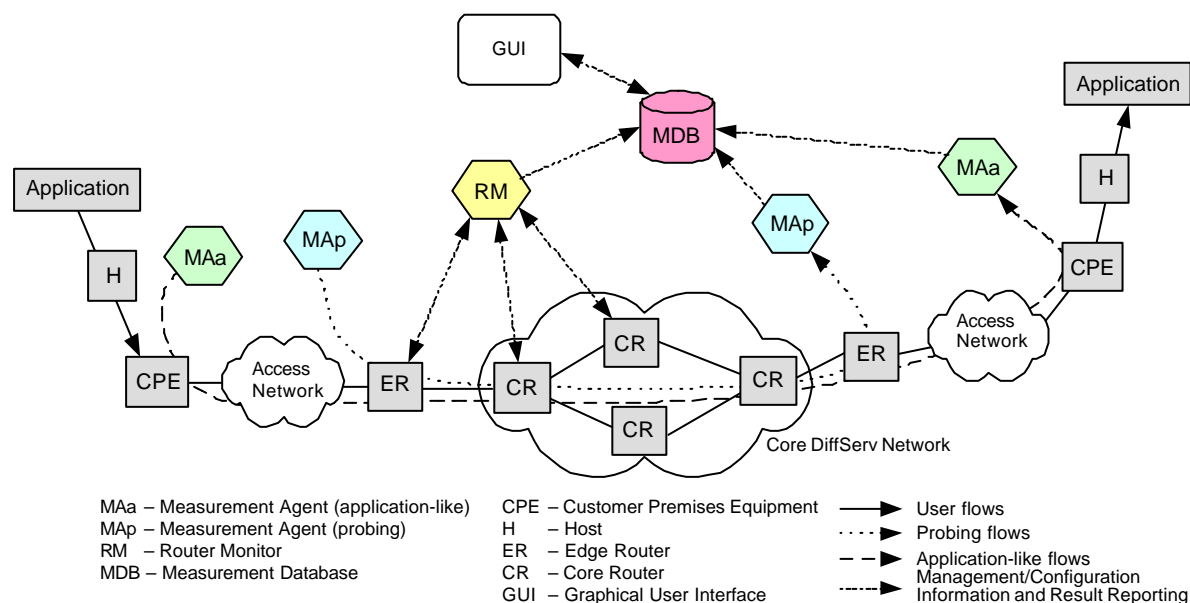 GUI
Application
MDB
MAa
RM
H
Application
MAp
MAp
MAa
H
CPE
CR
Access
Network
ER
Access
Network
CPE
ER
CR
CR
CR
Core DiffServ Network
MAa – Measurement Agent (application-like)
MAp – Measurement Agent (probing)
RM – Router Monitor
MDB – Measurement Database
CPE – Customer Premises Equipment
H – Host
ER – Edge Router
CR – Core Router
GUI – Graphical User Interface
User flows
Probing flows
Application-like flows
Management/Configuration
Information and Result Reporting